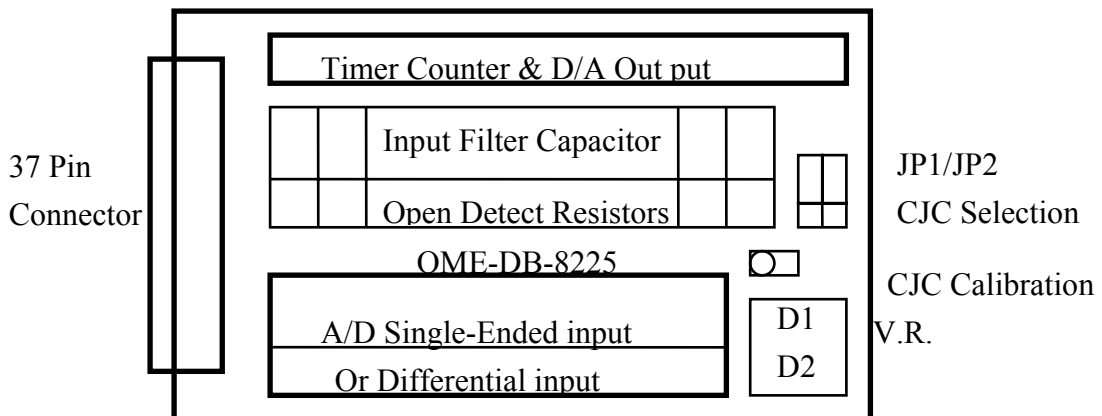 Timer Counter & D/A Out put
Input Filter Capacitor
Open Detect Resistors
37 Pin
Connector
JP1/JP2
CJC Selection
OME-DB-8225
CJC Calibration
V.R.
A/D Single-Ended input
Or Differential input
D1
D2